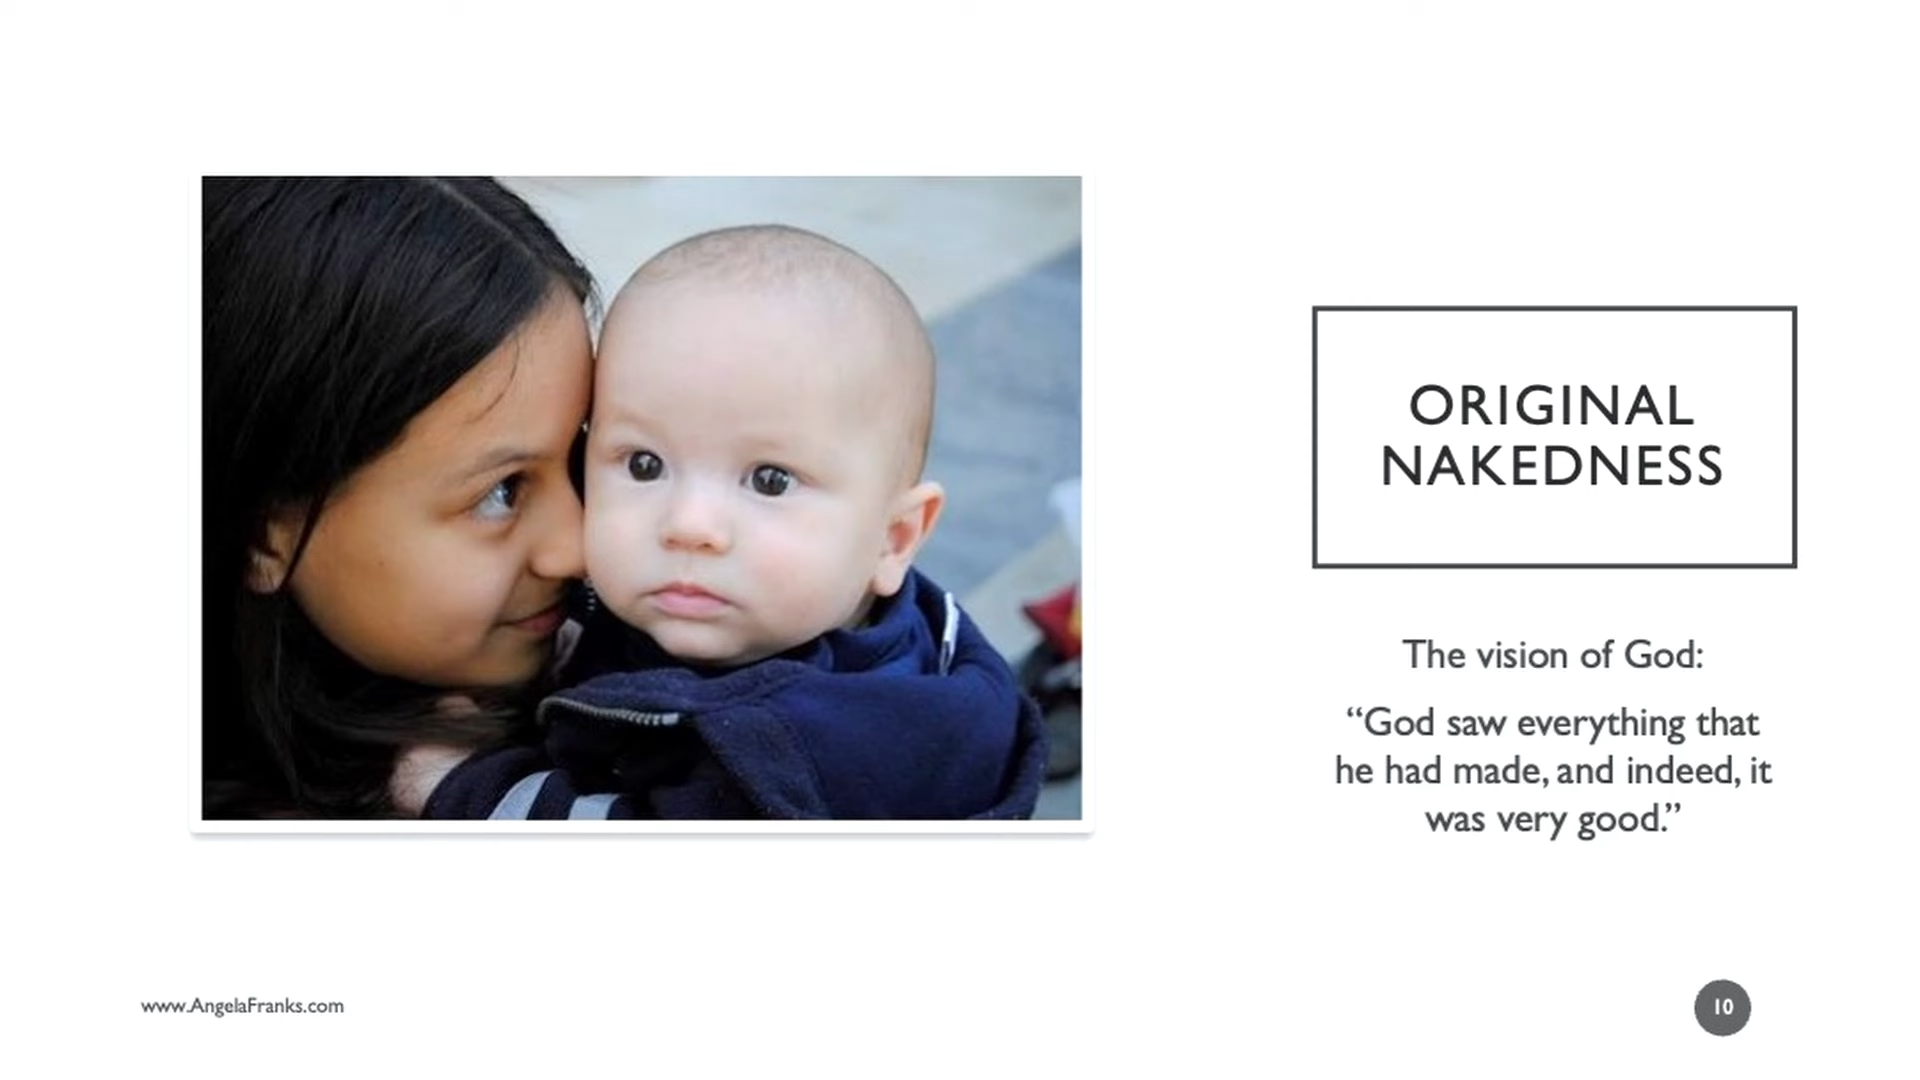 ORIGINAL
NAKEDNESS
The vision of God:
“God saw everything that
he had made, and indeed, it
was very good.”
www.AngelaFranks.com
10